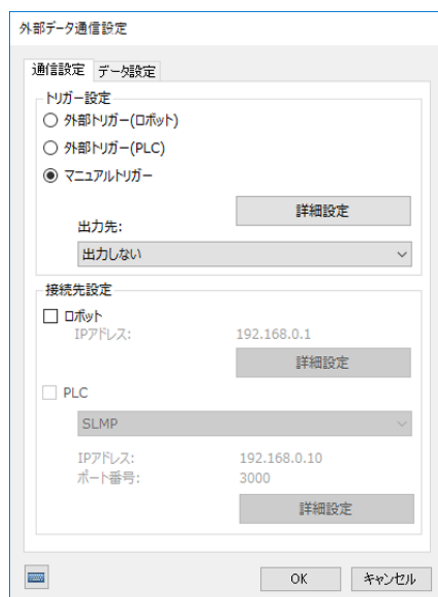 外部データ通信設定
通信設定 データ設定
トリガー設定
外部トリガー(ロボット)
外部トリガー(PLC)
マニュアルトリガー
詳細設定
出力先:
出力しない
接続先設定
ロボット
IPアドレス: 192.168.0.1
詳細設定
PLC
SLMP
IPアドレス: 192.168.0.10
ポート番号: 3000
詳細設定
OK キャンセル